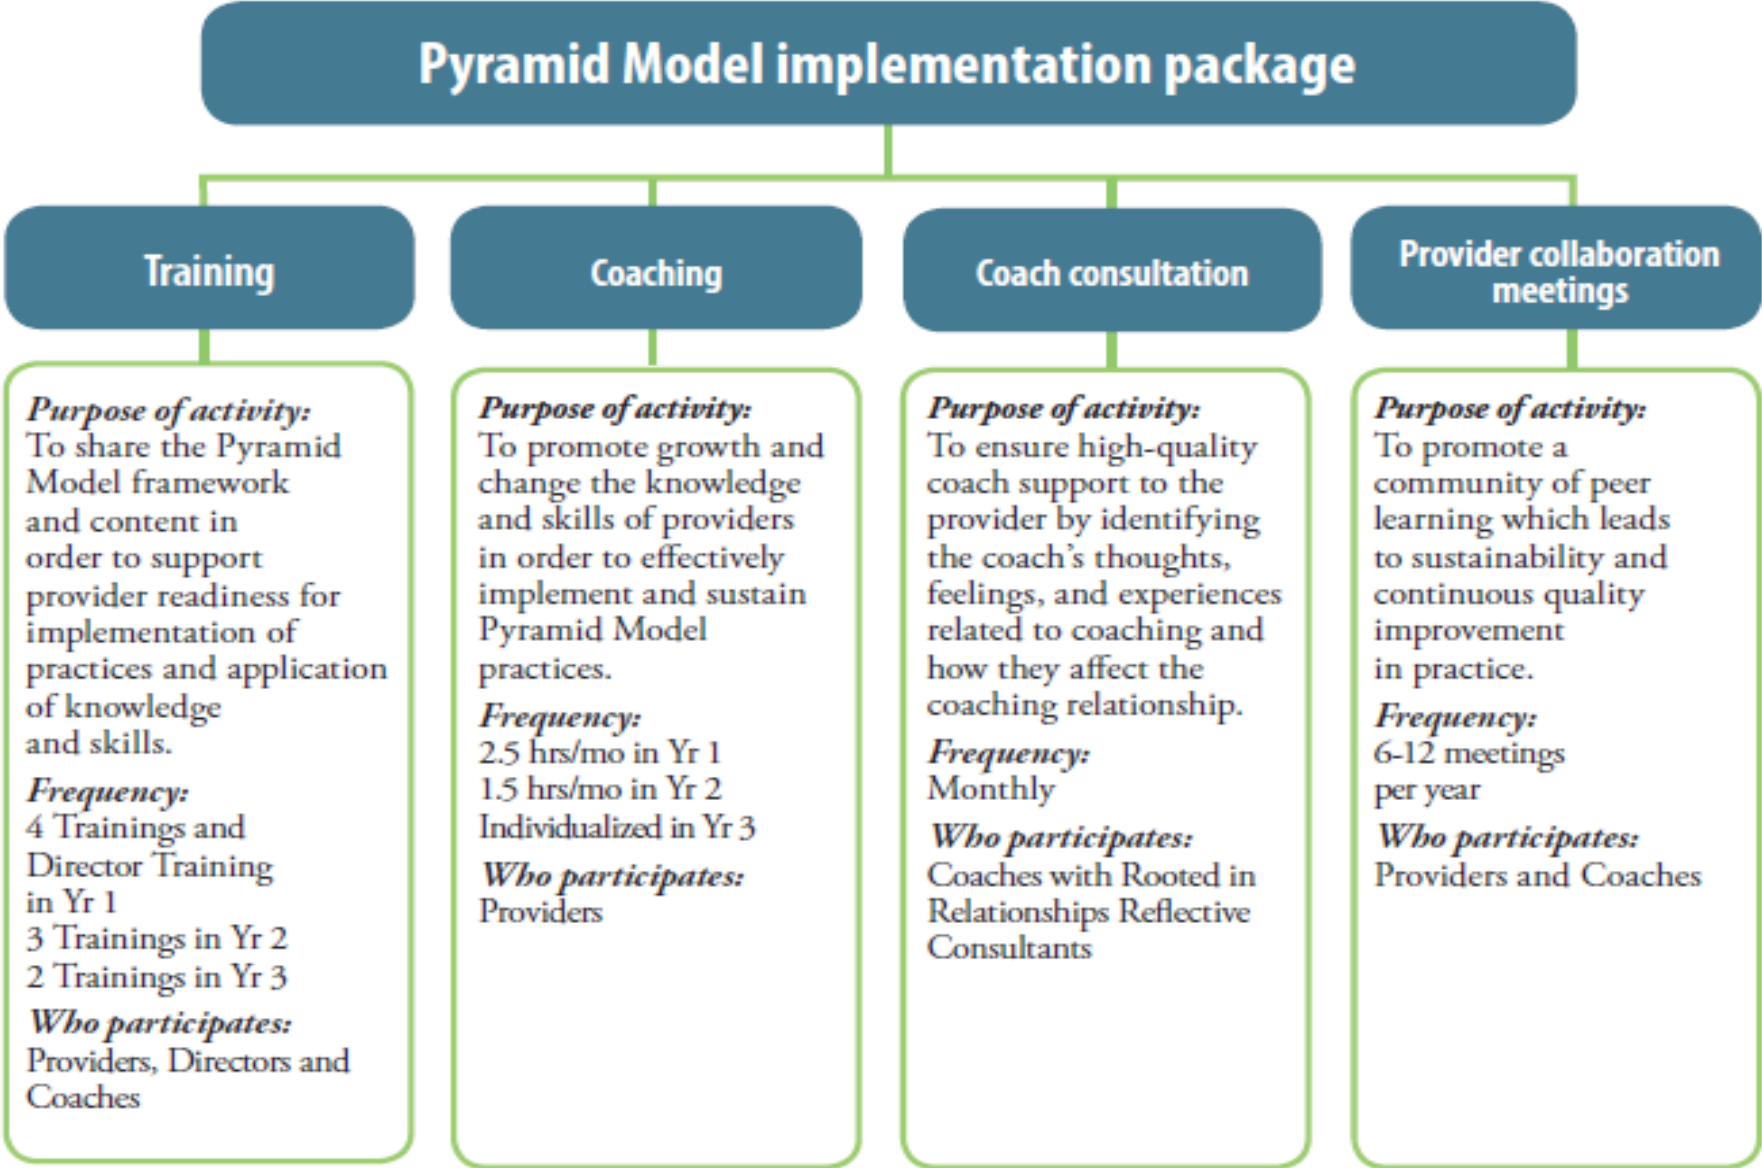 Pyramid Model implementation package
Training
Purpose of activity:
To share the Pyramid
Model framework
and content in
order to support
provider readiness for
implementation of
practices and application
of knowledge
and skills.
Frequency:
4 Trainings and
Director Training
in Yr 1
3 Trainings in Yr 2
2 Trainings in Yr 3
Who participates:
Providers, Directors and
Coaches
Coaching
Purpose of activity:
To promote growth and
change the knowledge
and skills of providers
in order to effectively
implement and sustain
Pyramid Model
practices.
Frequency:
2.5 hrs/mo in Yr 1
1.5 hrs/mo in Yr 2
Individualized in Yr 3
Who participates:
Providers
Coach consultation
Purpose of activity:
To ensure high-quality
coach support to the
provider by identifying
the coach's thoughts,
feelings, and experiences
related to coaching and
how they affect the
coaching relationship.
Frequency:
Monthly
Who participates:
Coaches with Rooted in
Relationships Reflective
Consultants
Provider collaboration
meetings
Purpose of activity:
To promote a
community of peer
learning which leads
to sustainability and
continuous quality
improvement
in practice.
Frequency:
6-12 meetings
per year
Who participates:
Providers and Coaches